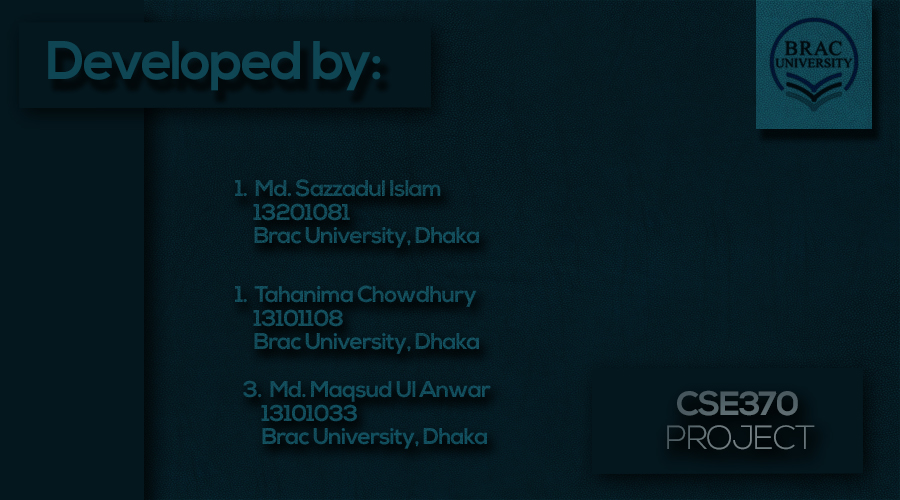 Developed by:
BRAC
UNIVERSITY
1. Md. Sazzadul Islam
13201081
Brac University, Dhaka
1. Tahanima Chowdhury
13101108
Brac University, Dhaka
3. Md. Maqsud Ul Anwar
13101033
Brac University, Dhaka
CSE370
PROJECT